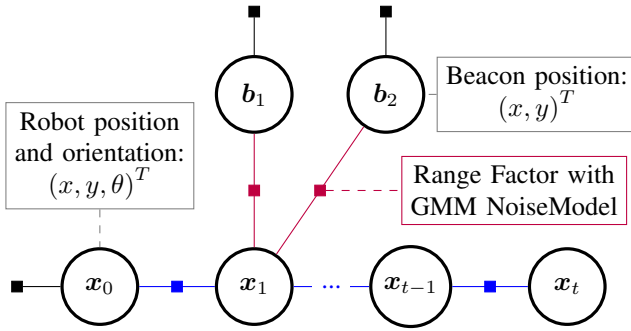 b₁
b₂
Beacon position:
(x, y)ᵀ
Robot position
and orientation:
(x, y, θ)ᵀ
Range Factor with
GMM NoiseModel
x₀
x₁
...
xₜ₋₁
xₜ